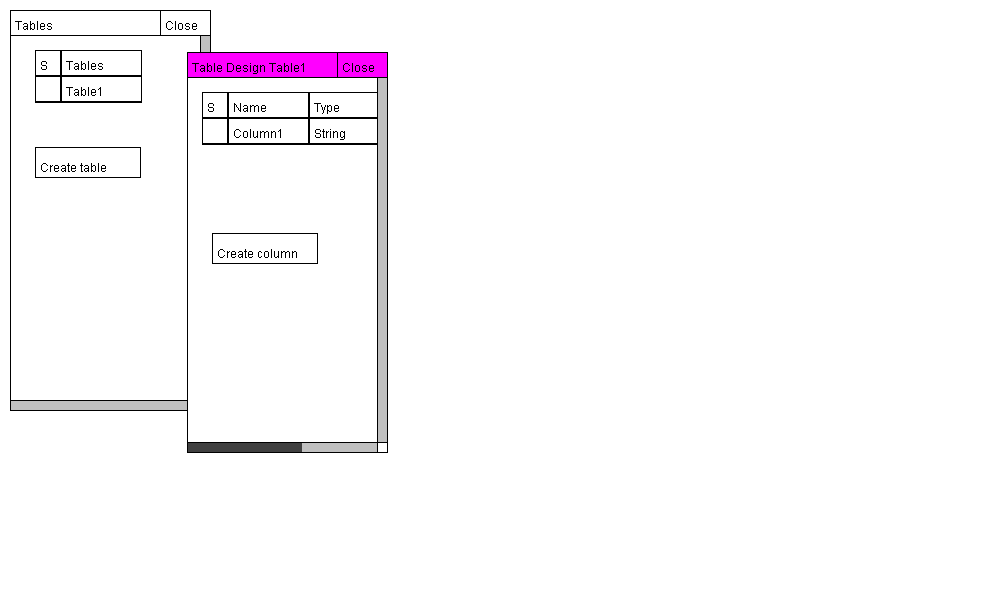 Tables Close
S Tables
Table1
Create table
Table Design Table1 Close
S Name Type
Column1 String
Create column